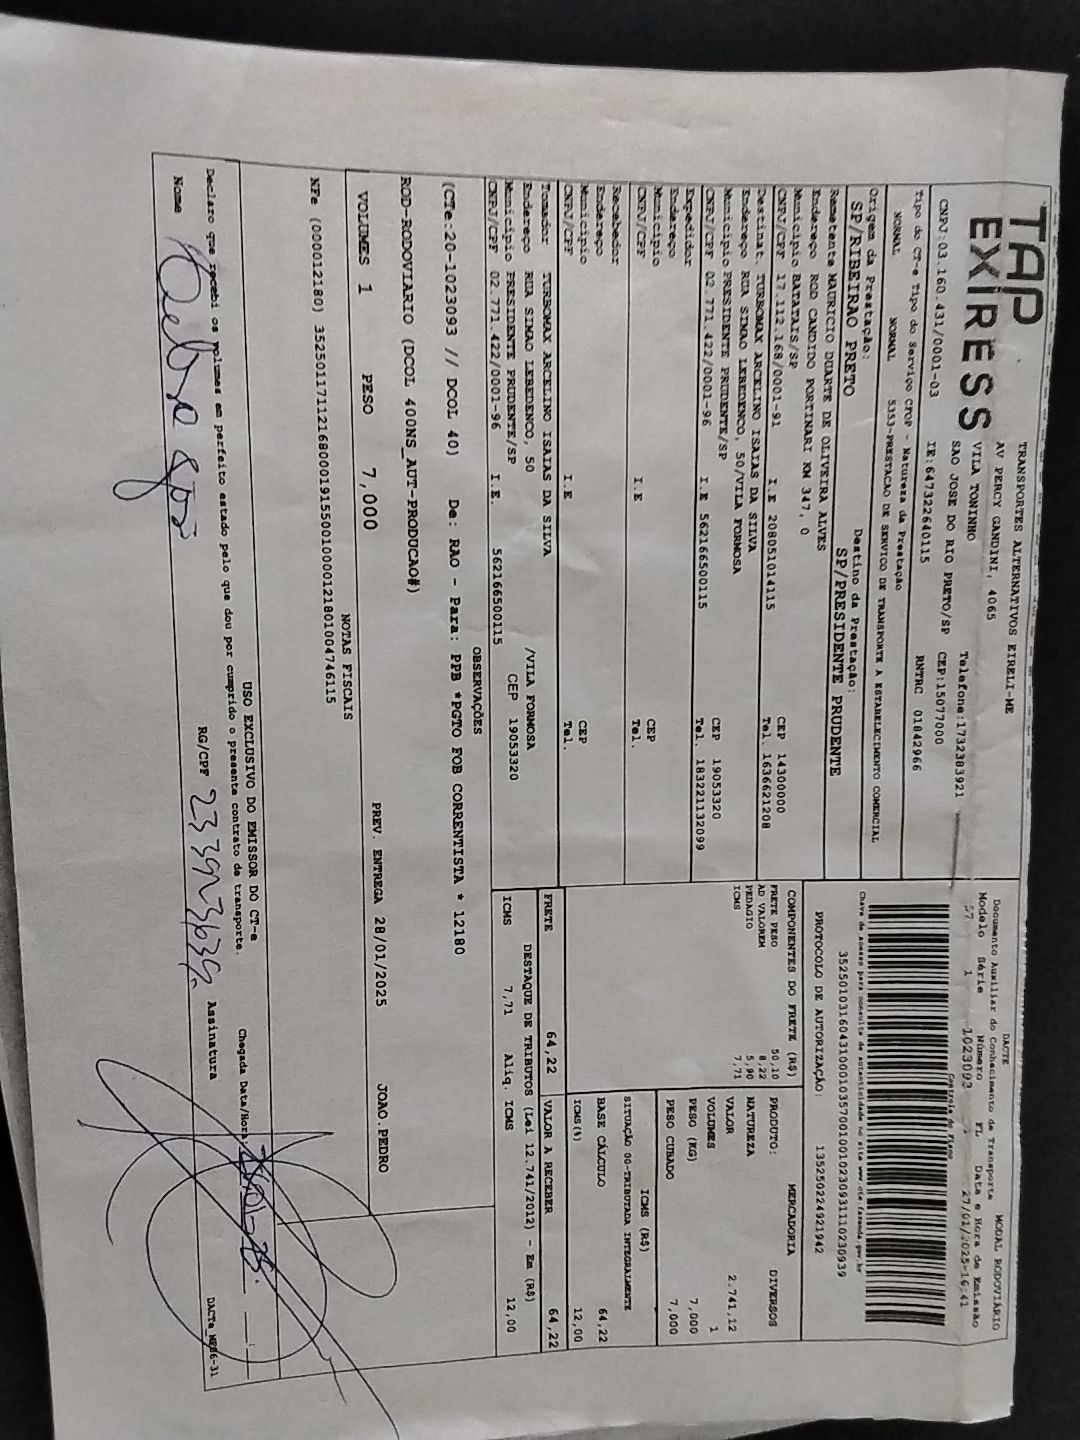 TAP
EXPRESS
TRANSPORTES ALTERNATIVOS EIRELI-ME
AV PERCY GANDINI, 4065
VILA TONINHO
SAO JOSE DO RIO PRETO/SP
Telefone:1732383921
CEP:15077000
CNPJ:03.160.431/0001-03
IE:647322640115
RNTRC 01842966
Tipo do CT-e Tipo do Serviço CFOP - Natureza da Prestação
NORMAL NORMAL 5353-PRESTACAO DE SERVICO DE TRANSPORTE A ESTABELECIMENTO COMERCIAL
Origem da Prestação: Destino da Prestação:
SP/RIBEIRAO PRETO SP/PRESIDENTE PRUDENTE
Remetente MAURICIO DUARTE DE OLIVEIRA ALVES
Endereço ROD CANDIDO PORTINARI KM 347, 0
Municipio BATATAIS/SP CEP 14300000
CNPJ/CPF 17.112.168/0001-91 I.E 208051014115 Tel. 1636621208
Destinat. TURBOMAX ARCELINO ISAIAS DA SILVA
Endereço RUA SIMAO LEBEDENCO, 50/VILA FORMOSA
Municipio PRESIDENTE PRUDENTE/SP CEP 19053320
CNPJ/CPF 02.771.422/0001-96 I.E 562166500115 Tel. 183221132099
Expedidor
Endereço
Municipio CEP
CNPJ/CPF I.E Tel.
Recebedor
Endereço
Municipio CEP
CNPJ/CPF I.E Tel.
Tomador TURBOMAX ARCELINO ISAIAS DA SILVA
Endereço RUA SIMAO LEBEDENCO, 50 /VILA FORMOSA
Municipio PRESIDENTE PRUDENTE/SP CEP 19053320
CNPJ/CPF 02.771.422/0001-96 I.E 562166500115
DACTE MODAL RODOVIÁRIO
Documento Auxiliar do Conhecimento de Transporte
Modelo Série Número FL Data e Hora de Emissão
57 1 1023093 27/01/2025-16:41
Controle do Fisco
Chave de acesso para consulta de autenticidade no site www.cte.fazenda.gov.br
PROTOCOLO DE AUTORIZAÇÃO: 135250224921942
COMPONENTES DO FRETE (R$)
FRETE PESO 50,10
AD VALOREM 8,22
PEDAGIO 5,90
ICMS 7,71
MERCADORIA
PRODUTO: DIVERSOS
NATUREZA
VALOR 2.741,12
VOLUMES 1
PESO (KG) 7,000
PESO CUBADO 7,000
ICMS (R$)
SITUAÇÃO 00-TRIBUTADA INTEGRALMENTE
BASE CÁLCULO 64,22
ICMS(%) 12,00
FRETE 64,22 VALOR A RECEBER 64,22
DESTAQUE DE TRIBUTOS (Lei 12.741/2012) - Em (R$)
ICMS 7,71 Aliq. ICMS 12,00
OBSERVAÇÕES
(CTe:20-1023093 // DCOL 40) De: RAO - Para: PPB *PGTO FOB CORRENTISTA * 12180
ROD-RODOVIARIO (DCOL 400NS_AUT-PRODUCAO#)
VOLUMES 1 PESO 7,000 PREV. ENTREGA 28/01/2025 JOAO.PEDRO
NOTAS FISCAIS
NFe (000012180) 35250117112168000191550010000121801004746115
USO EXCLUSIVO DO EMISSOR DO CT-e
Declaro que recebi os volumes em perfeito estado pelo que dou por cumprido o presente contrato de transporte.
Chegada Data/Hora:
Nome RG/CPF Assinatura